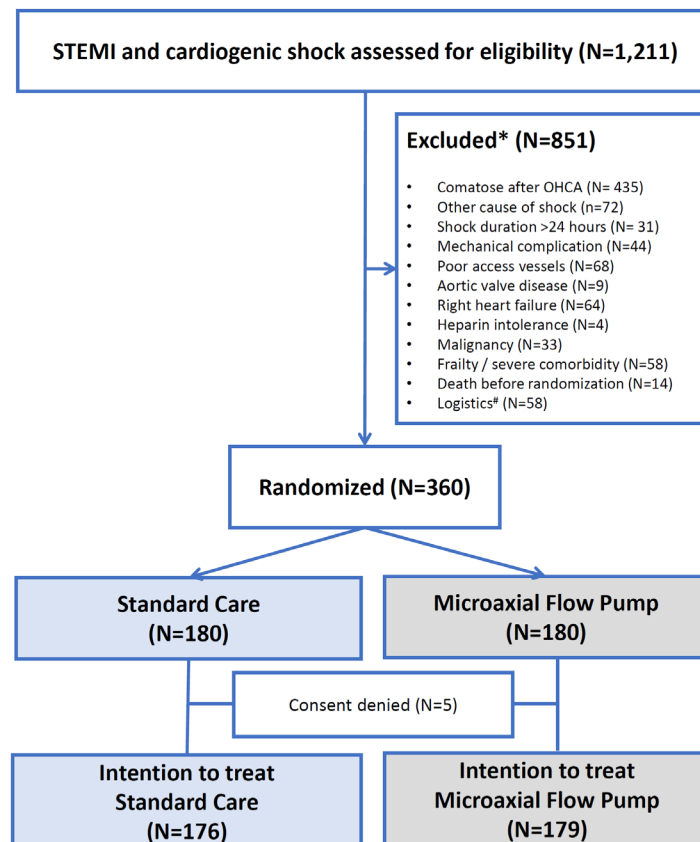 STEMI and cardiogenic shock assessed for eligibility (N=1,211)
Excluded* (N=851)
• Comatose after OHCA (N= 435)
• Other cause of shock (n=72)
• Shock duration >24 hours (N= 31)
• Mechanical complication (N=44)
• Poor access vessels (N=68)
• Aortic valve disease (N=9)
• Right heart failure (N=64)
• Heparin intolerance (N=4)
• Malignancy (N=33)
• Frailty / severe comorbidity (N=58)
• Death before randomization (N=14)
• Logistics# (N=58)
Randomized (N=360)
Standard Care
(N=180)
Microaxial Flow Pump
(N=180)
Consent denied (N=5)
Intention to treat
Standard Care
(N=176)
Intention to treat
Microaxial Flow Pump
(N=179)